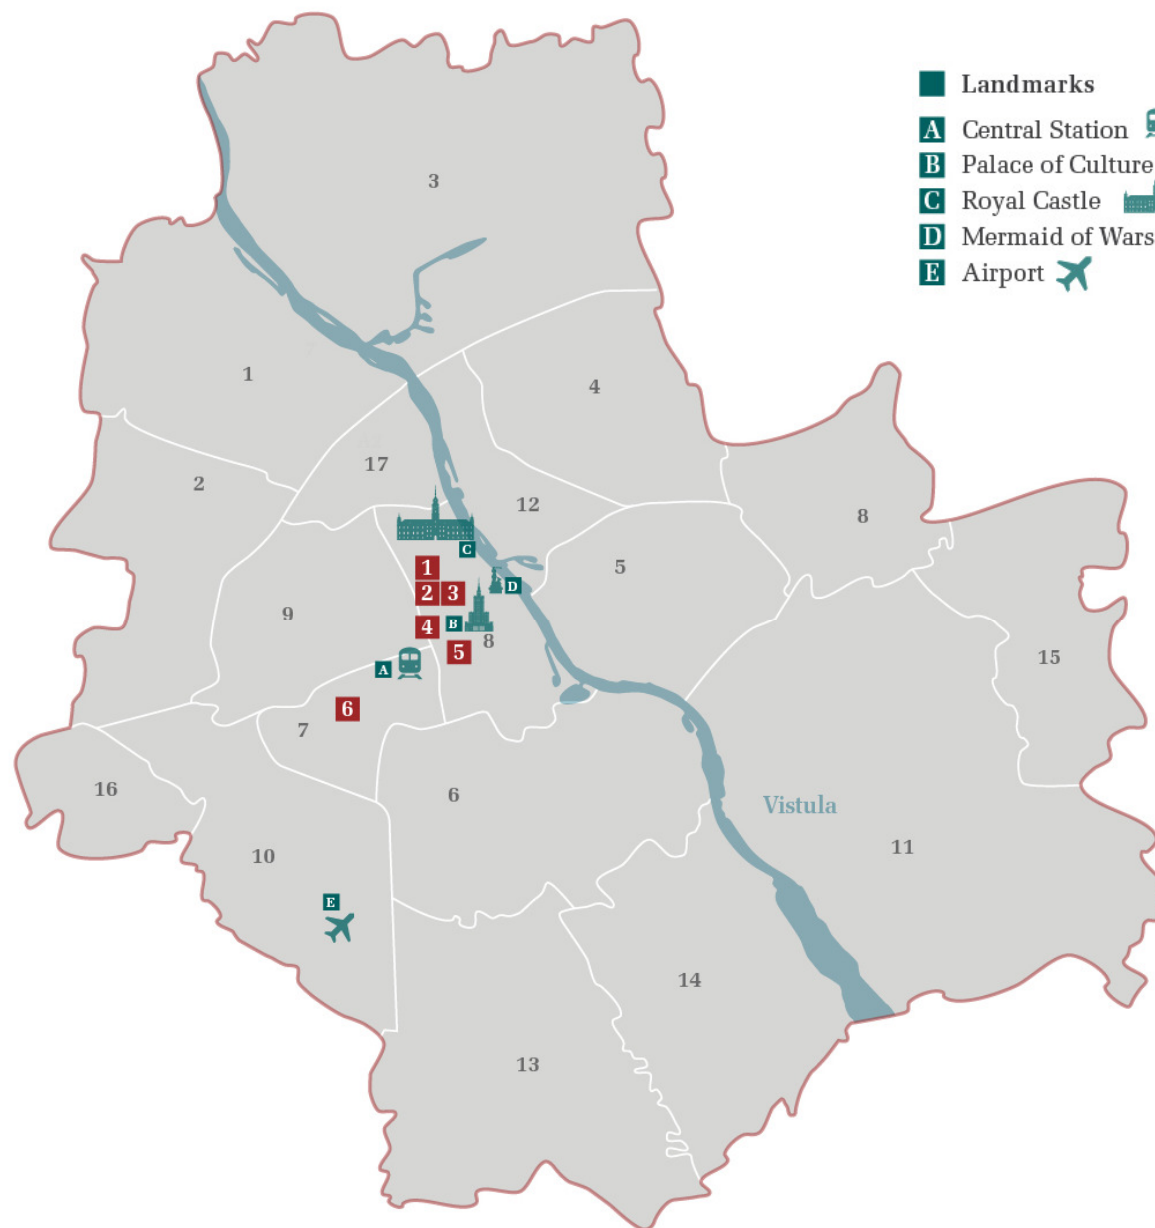 Landmarks
A Central Station
B Palace of Culture
C Royal Castle
D Mermaid of Wars
E Airport
3
1
4
2
17
12
8
C
1
5
D
2 3
9
4 B
8
5
A
15
6
7
16
6
Vistula
10
11
E
14
13